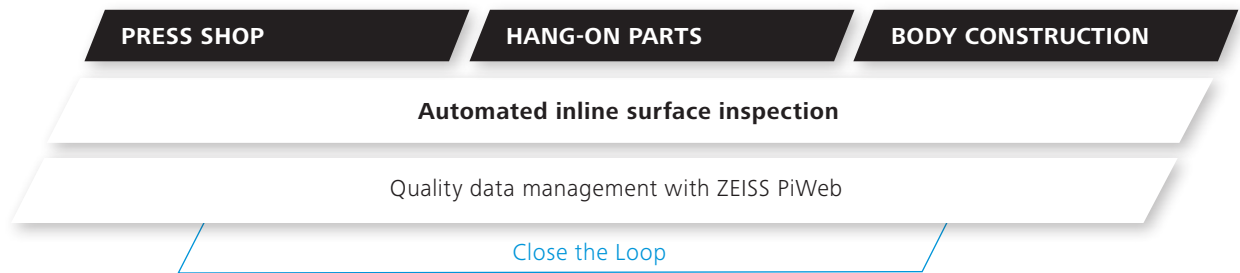 PRESS SHOP
HANG-ON PARTS
BODY CONSTRUCTION
Automated inline surface inspection
Quality data management with ZEISS PiWeb
Close the Loop